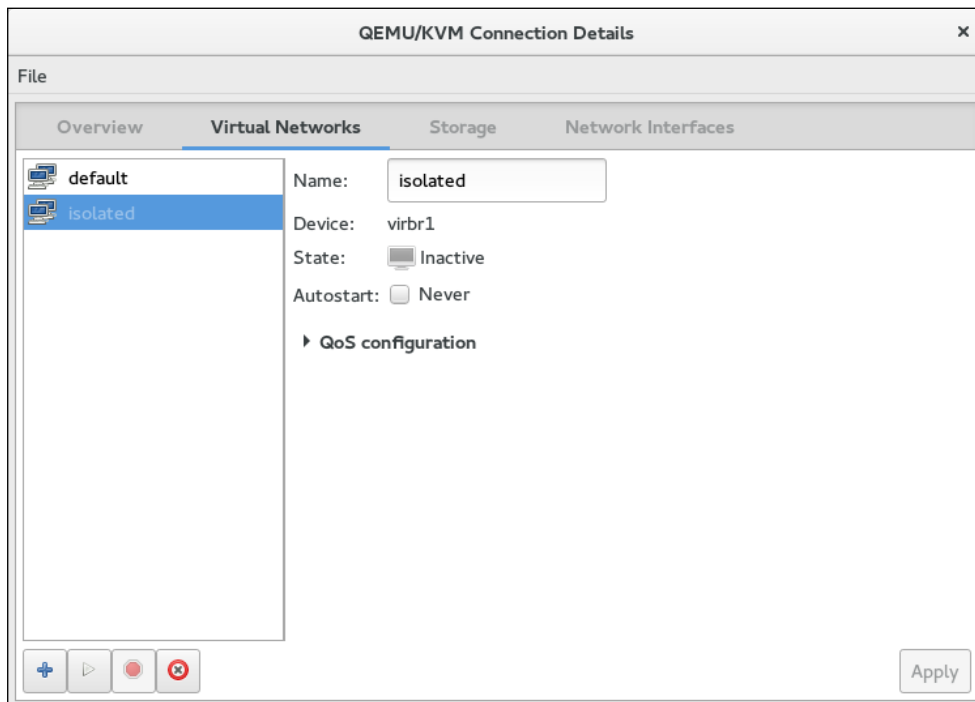 QEMU/KVM Connection Details
File
Overview Virtual Networks Storage Network Interfaces
default
isolated
Name: isolated
Device: virbr1
State: Inactive
Autostart: Never
QoS configuration
Apply